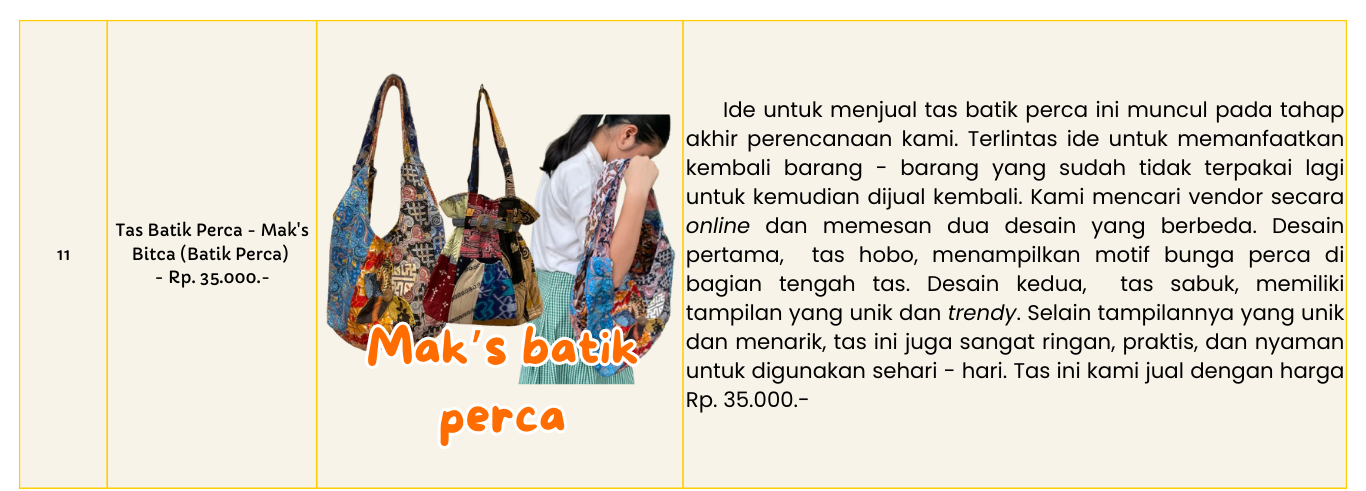 11
Tas Batik Perca - Mak's
Bitca (Batik Perca)
- Rp. 35.000.-
Mak's batik
perca
Ide untuk menjual tas batik perca ini muncul pada tahap
akhir perencanaan kami. Terlintas ide untuk memanfaatkan
kembali barang - barang yang sudah tidak terpakai lagi
untuk kemudian dijual kembali. Kami mencari vendor secara
online dan memesan dua desain yang berbeda. Desain
pertama, tas hobo, menampilkan motif bunga perca di
bagian tengah tas. Desain kedua, tas sabuk, memiliki
tampilan yang unik dan trendy. Selain tampilannya yang unik
dan menarik, tas ini juga sangat ringan, praktis, dan nyaman
untuk digunakan sehari - hari. Tas ini kami jual dengan harga
Rp. 35.000.-